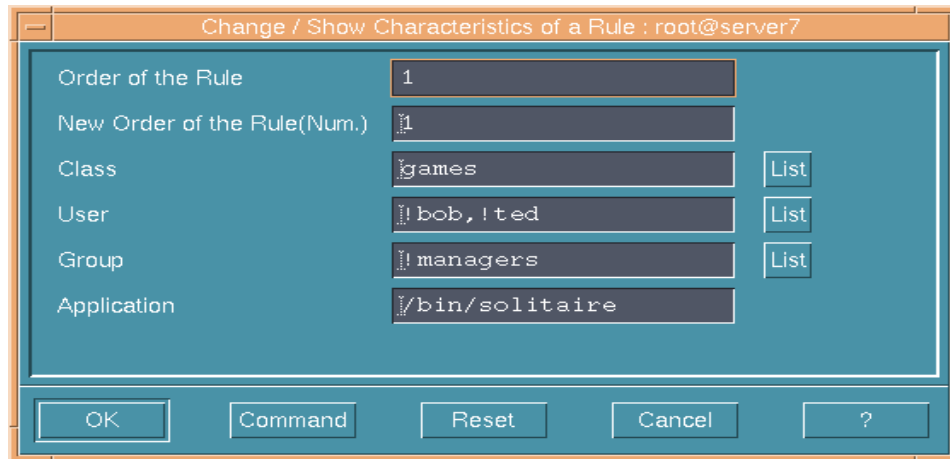 Change / Show Characteristics of a Rule : root@server7
Order of the Rule 1
New Order of the Rule(Num.) 1
Class games List
User !bob,!ted List
Group !managers List
Application /bin/solitaire
OK Command Reset Cancel ?